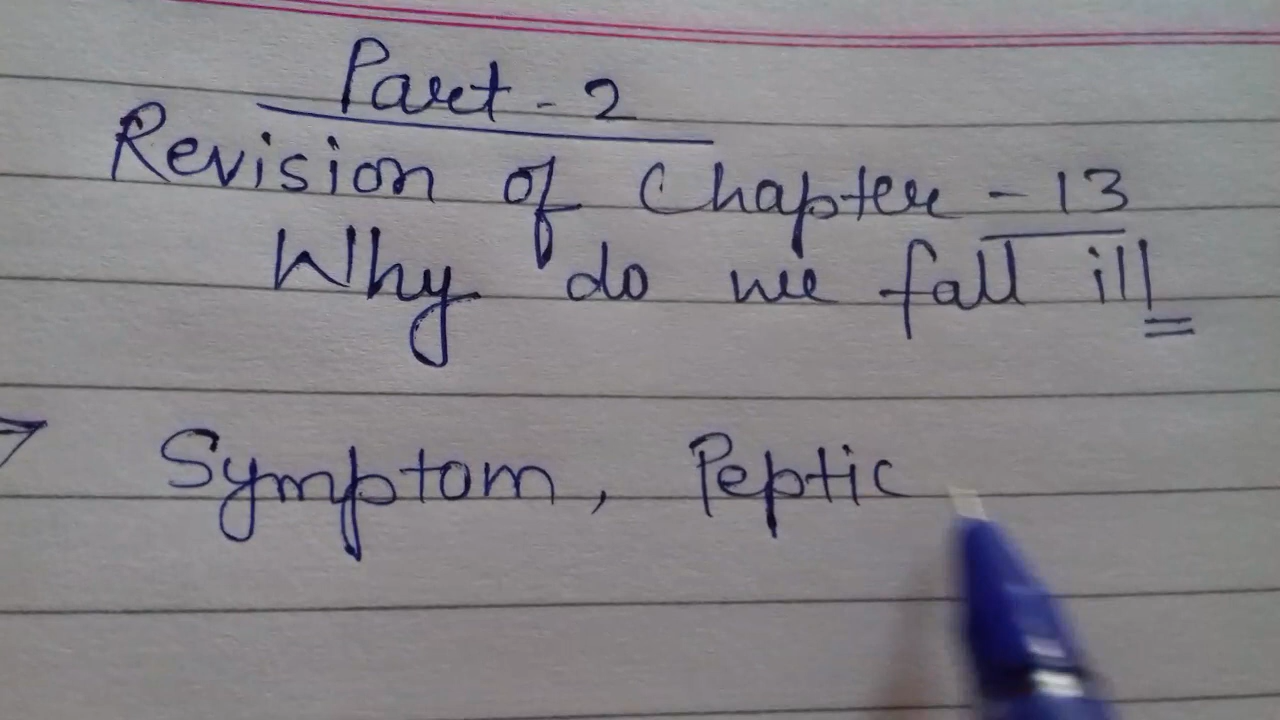 Part - 2
Revision of Chapter - 13
Why do we fall ill
→ Symptom, Peptic